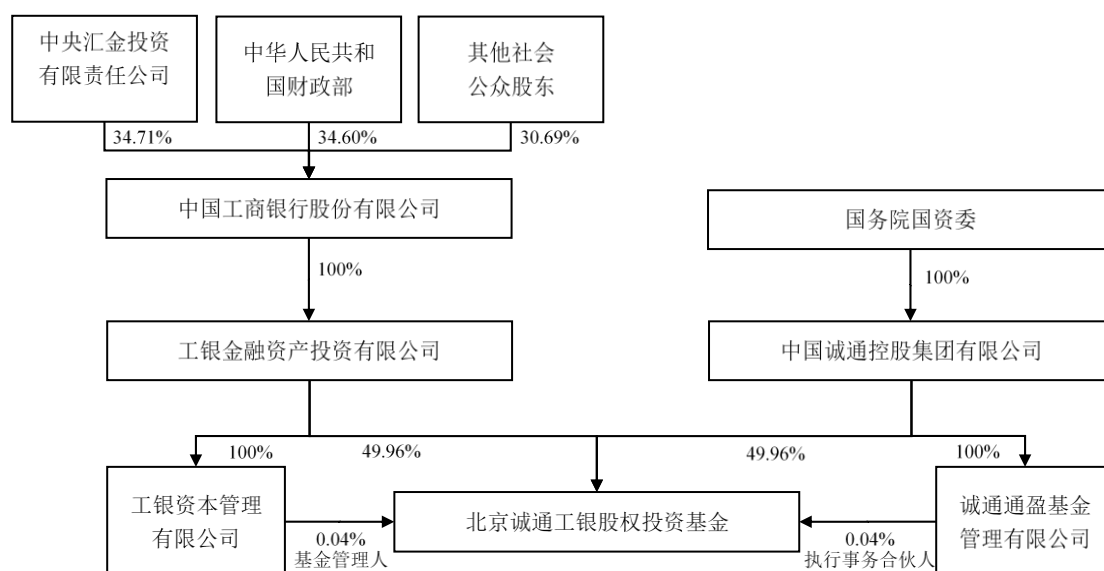 中央汇金投资
有限责任公司
中华人民共和
国财政部
其他社会
公众股东
34.71%
34.60%
30.69%
中国工商银行股份有限公司
国务院国资委
100%
100%
工银金融资产投资有限公司
中国诚通控股集团有限公司
100%
49.96%
49.96%
100%
工银资本管理
有限公司
北京诚通工银股权投资基金
诚通通盈基金
管理有限公司
0.04%
基金管理人
0.04%
执行事务合伙人